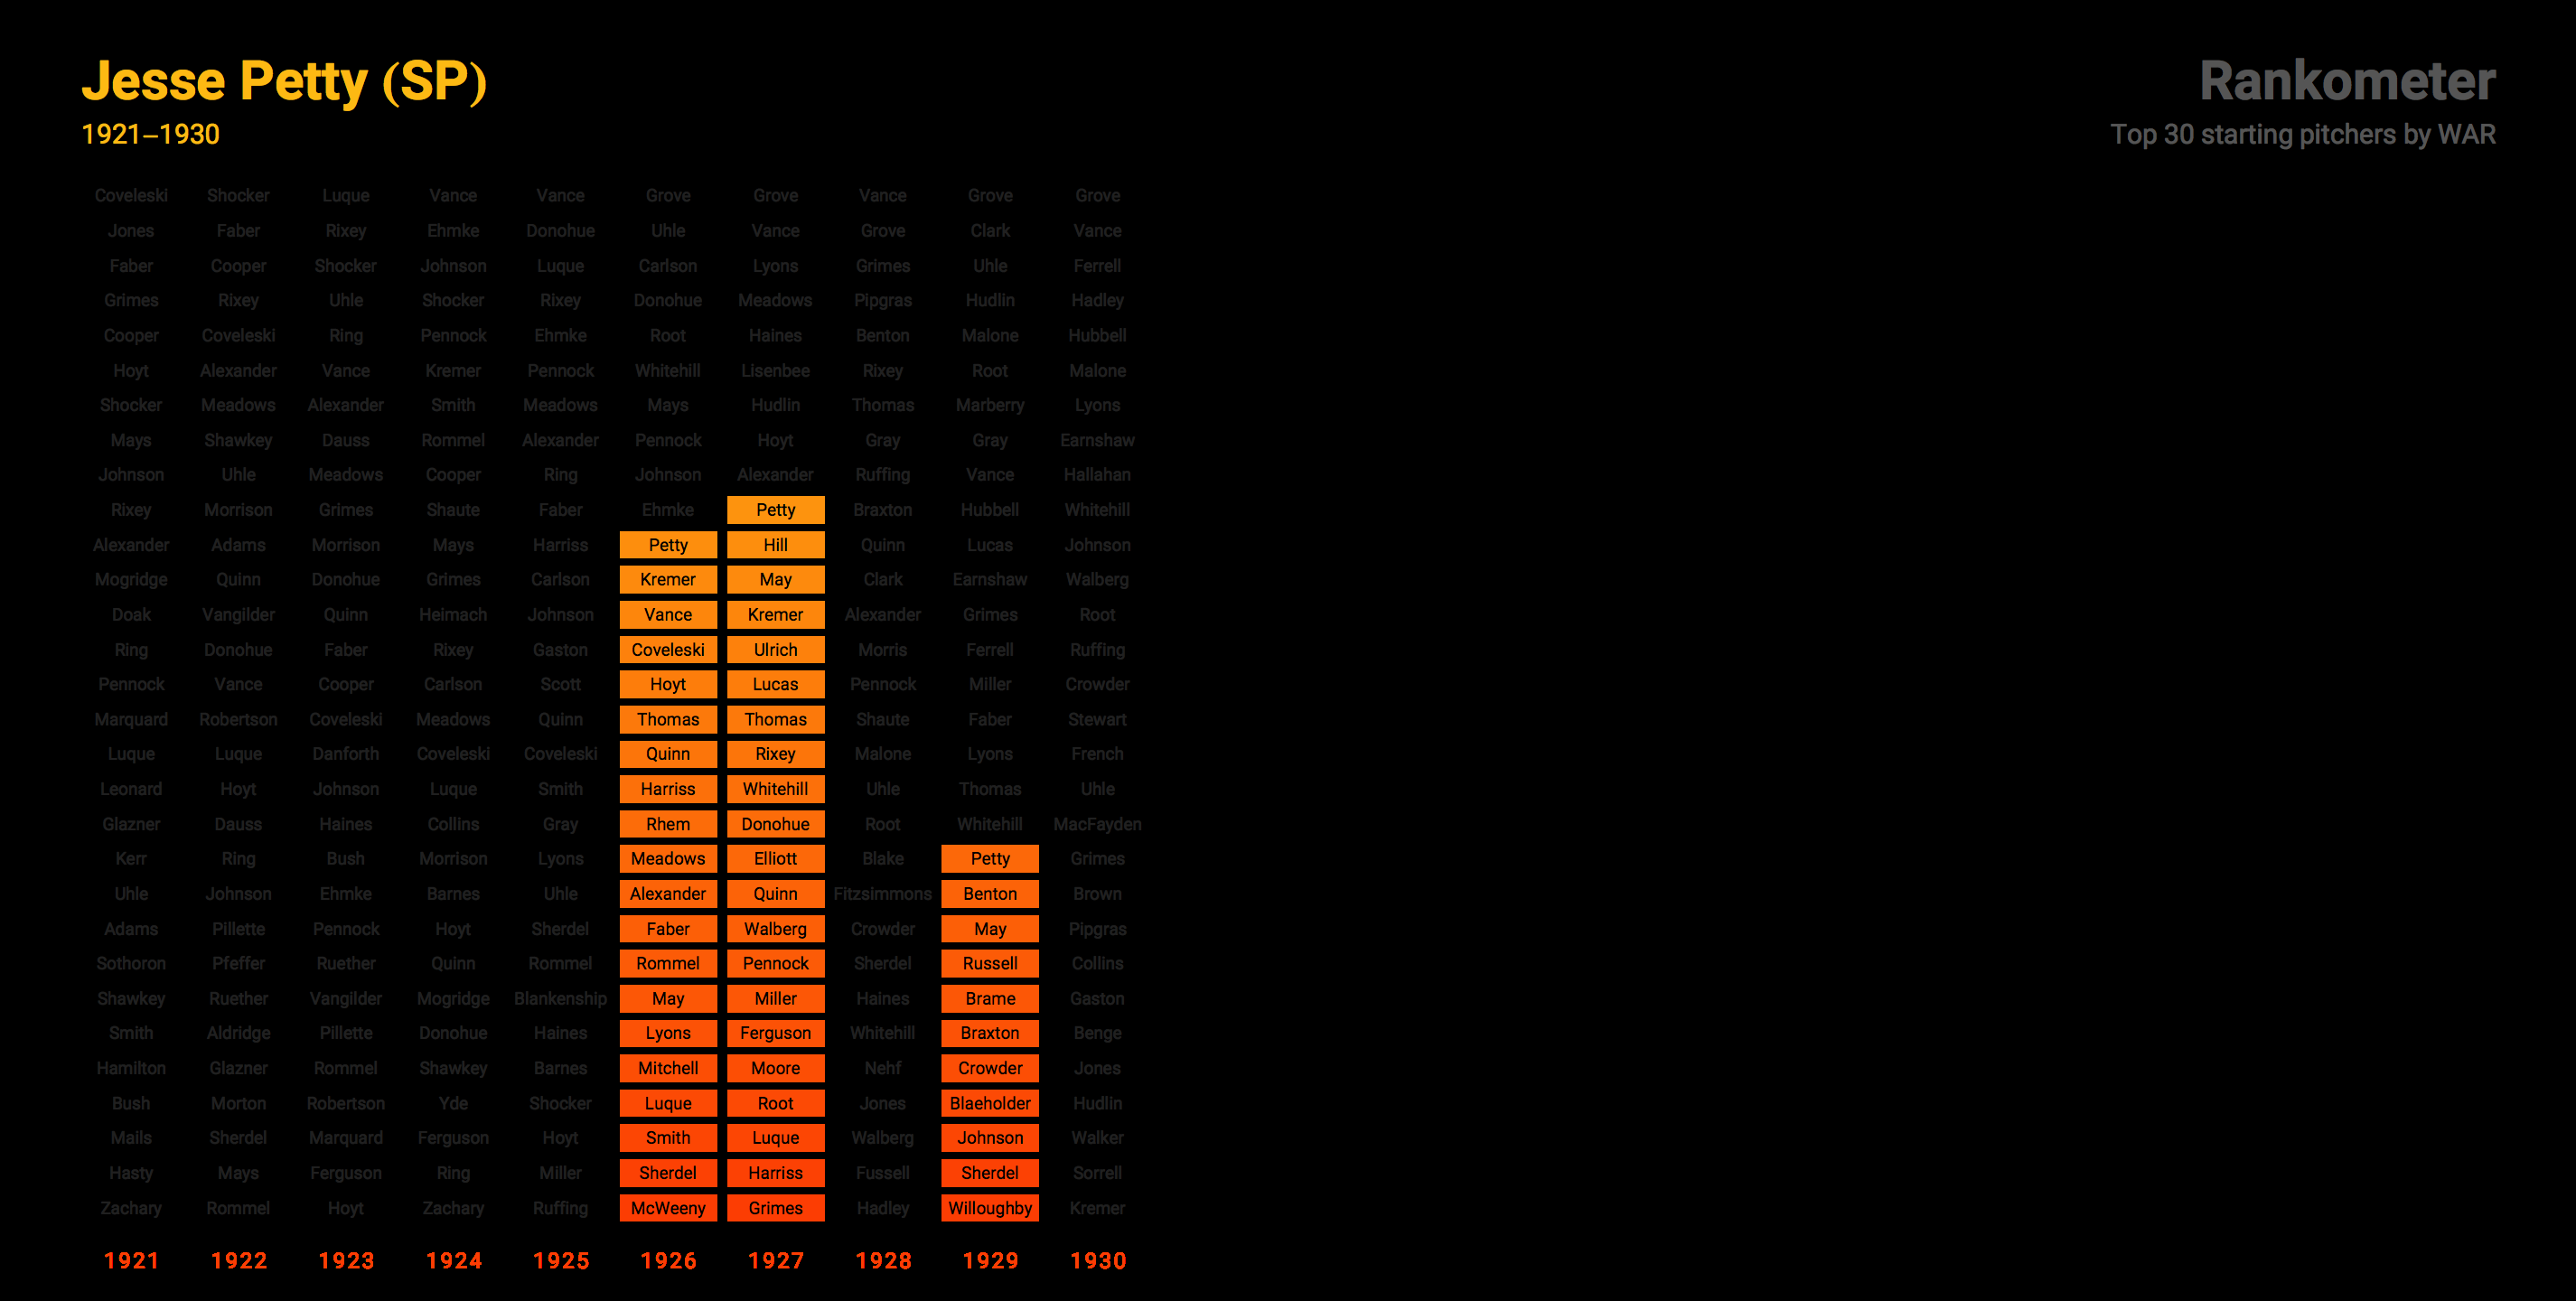 Jesse Petty (SP)
1921–1930
Rankometer
Top 30 starting pitchers by WAR
Coveleski Shocker Luque Vance Vance Grove Grove Vance Grove Grove
Jones Faber Rixey Ehmke Donohue Uhle Vance Grove Clark Vance
Faber Cooper Shocker Johnson Luque Carlson Lyons Grimes Uhle Ferrell
Grimes Rixey Uhle Shocker Rixey Donohue Meadows Pipgras Hudlin Hadley
Cooper Coveleski Ring Pennock Ehmke Root Haines Benton Malone Hubbell
Hoyt Alexander Vance Kremer Pennock Whitehill Lisenbee Rixey Root Malone
Shocker Meadows Alexander Smith Meadows Mays Hudlin Thomas Marberry Lyons
Mays Shawkey Dauss Rommel Alexander Pennock Hoyt Gray Gray Earnshaw
Johnson Uhle Meadows Cooper Ring Johnson Alexander Ruffing Vance Hallahan
Rixey Morrison Grimes Shaute Faber Ehmke Petty Braxton Hubbell Whitehill
Alexander Adams Morrison Mays Harriss Petty Hill Quinn Lucas Johnson
Mogridge Quinn Donohue Grimes Carlson Kremer May Clark Earnshaw Walberg
Doak Vangilder Quinn Heimach Johnson Vance Kremer Alexander Grimes Root
Ring Donohue Faber Rixey Gaston Coveleski Ulrich Morris Ferrell Ruffing
Pennock Vance Cooper Carlson Scott Hoyt Lucas Pennock Miller Crowder
Marquard Robertson Coveleski Meadows Quinn Thomas Thomas Shaute Faber Stewart
Luque Luque Danforth Coveleski Coveleski Quinn Rixey Malone Lyons French
Leonard Hoyt Johnson Luque Smith Harriss Whitehill Uhle Thomas Uhle
Glazner Dauss Haines Collins Gray Rhem Donohue Root Whitehill MacFayden
Kerr Ring Bush Morrison Lyons Meadows Elliott Blake Petty Grimes
Uhle Johnson Ehmke Barnes Uhle Alexander Quinn Fitzsimmons Benton Brown
Adams Pillette Pennock Hoyt Sherdel Faber Walberg Crowder May Pipgras
Sothoron Pfeffer Ruether Quinn Rommel Rommel Pennock Sherdel Russell Collins
Shawkey Ruether Vangilder Mogridge Blankenship May Miller Haines Brame Gaston
Smith Aldridge Pillette Donohue Haines Lyons Ferguson Whitehill Braxton Benge
Hamilton Glazner Rommel Shawkey Barnes Mitchell Moore Nehf Crowder Jones
Bush Morton Robertson Yde Shocker Luque Root Jones Blaeholder Hudlin
Mails Sherdel Marquard Ferguson Hoyt Smith Luque Walberg Johnson Walker
Hasty Mays Ferguson Ring Miller Sherdel Harriss Fussell Sherdel Sorrell
Zachary Rommel Hoyt Zachary Ruffing McWeeny Grimes Hadley Willoughby Kremer
1921 1922 1923 1924 1925 1926 1927 1928 1929 1930